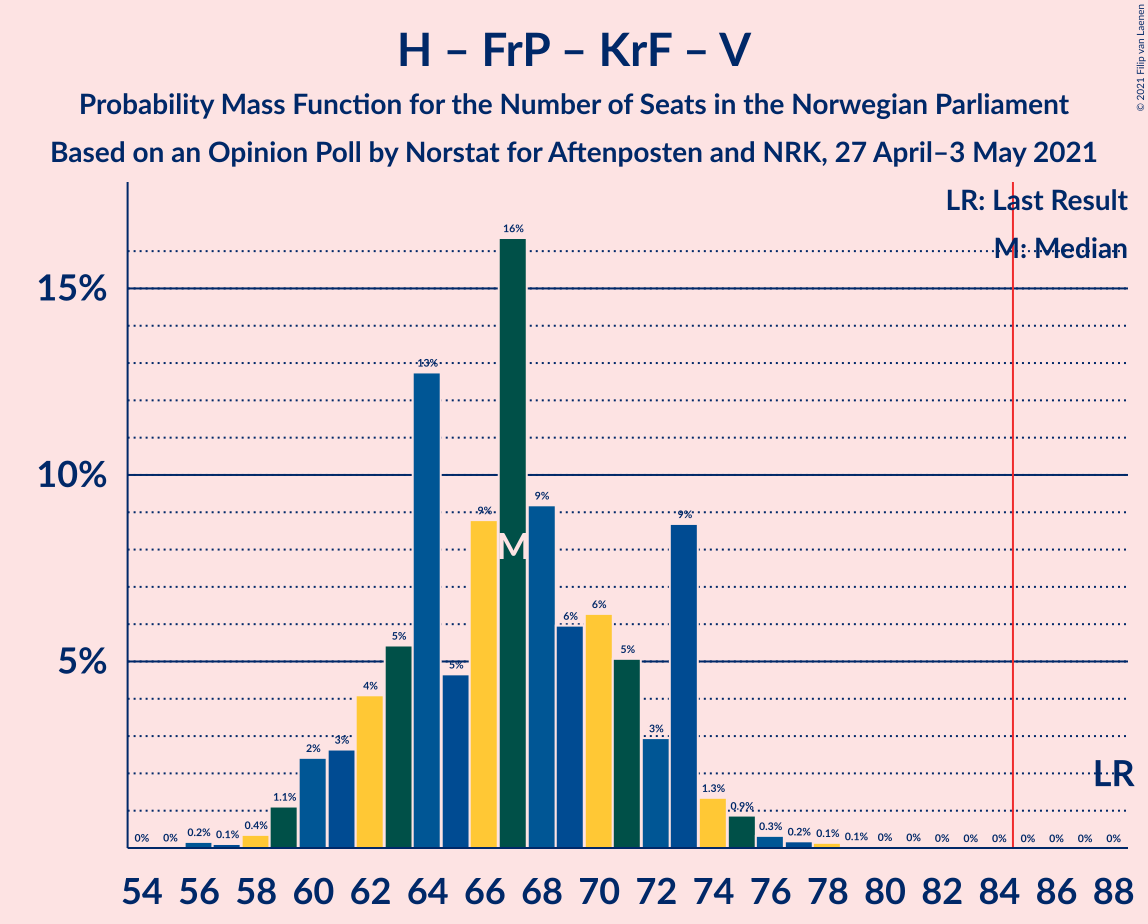 H – FrP – KrF – V
Probability Mass Function for the Number of Seats in the Norwegian Parliament
Based on an Opinion Poll by Norstat for Aftenposten and NRK, 27 April–3 May 2021
© 2021 Filip van Laenen
LR: Last Result
M: Median
15%
10%
5%
0% 0% 0.2% 0.1% 0.4% 1.1% 2% 3% 4% 5% 13% 5% 9% 16% 9% 6% 6% 5% 3% 9% 1.3% 0.9% 0.3% 0.2% 0.1% 0.1% 0% 0% 0% 0% 0% 0% 0% 0% 0%
M
LR
54 56 58 60 62 64 66 68 70 72 74 76 78 80 82 84 86 88